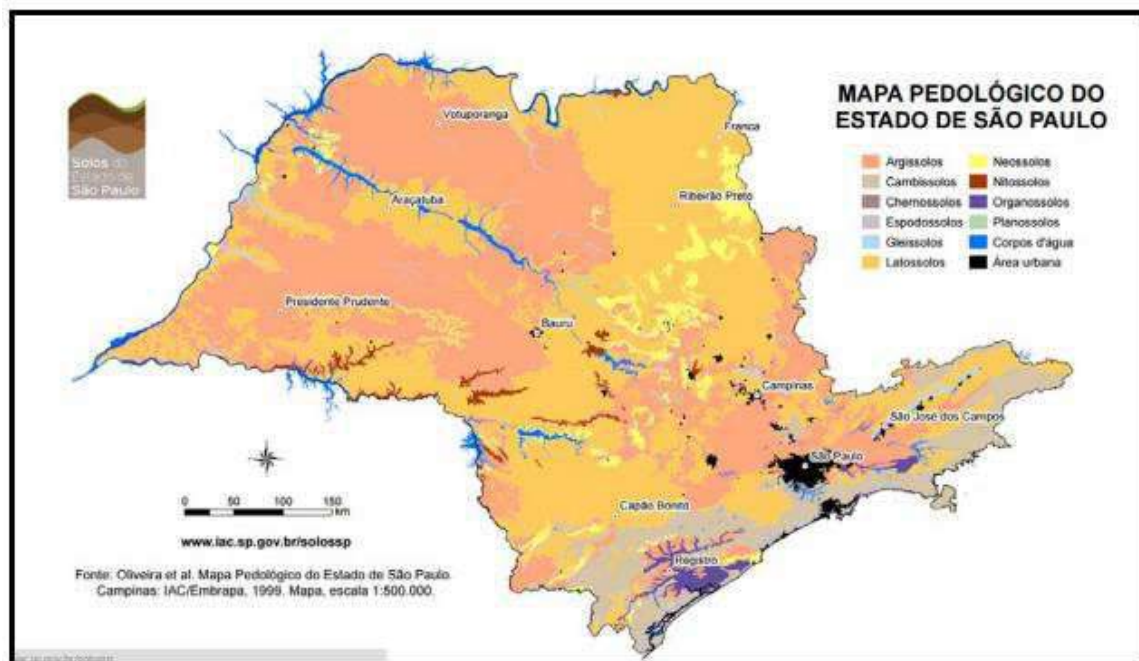 MAPA PEDOLÓGICO DO
ESTADO DE SÃO PAULO
Solos do
Estado de
São Paulo
Argissolos
Cambissolos
Chernossolos
Espodossolos
Gleissolos
Latossolos
Neossolos
Nitossolos
Organossolos
Planossolos
Corpos d'água
Área urbana
Votuporanga
Franca
Araçatuba
Ribeirão Preto
Presidente Prudente
Bauru
Campinas
São José dos Campos
São Paulo
Capão Bonito
Registro
0 50 100 150
km
www.iac.sp.gov.br/solossp
Fonte: Oliveira et al. Mapa Pedológico do Estado de São Paulo.
Campinas: IAC/Embrapa, 1999. Mapa, escala 1:500.000.